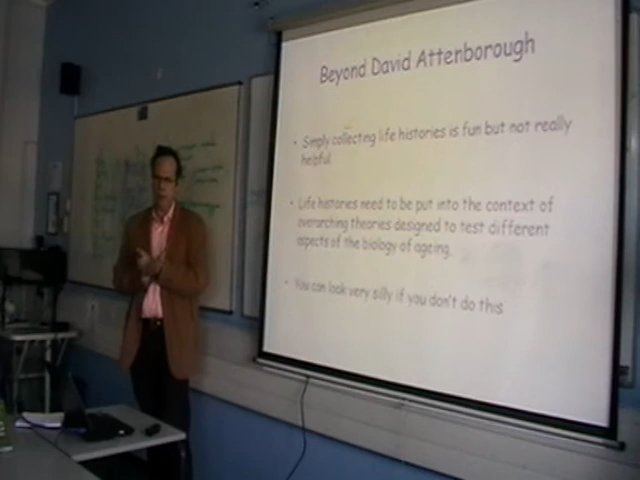 Beyond David Attenborough
• Simply collecting life histories is fun but not really
helpful.
• Life histories need to be put into the context of
overarching theories designed to test different
aspects of the biology of ageing.
• You can look very silly if you don't do this